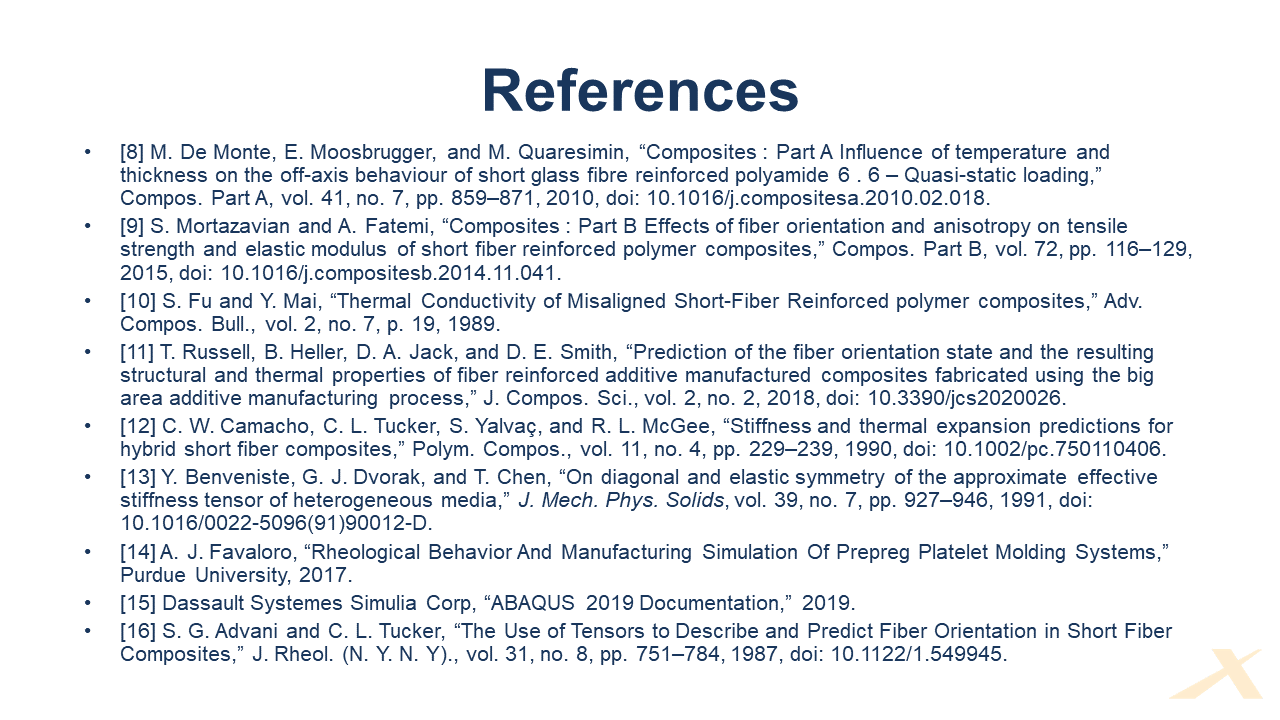 References
• [8] M. De Monte, E. Moosbrugger, and M. Quaresimin, “Composites : Part A Influence of temperature and
thickness on the off-axis behaviour of short glass fibre reinforced polyamide 6 . 6 – Quasi-static loading,”
Compos. Part A, vol. 41, no. 7, pp. 859–871, 2010, doi: 10.1016/j.compositesa.2010.02.018.
• [9] S. Mortazavian and A. Fatemi, “Composites : Part B Effects of fiber orientation and anisotropy on tensile
strength and elastic modulus of short fiber reinforced polymer composites,” Compos. Part B, vol. 72, pp. 116–129,
2015, doi: 10.1016/j.compositesb.2014.11.041.
• [10] S. Fu and Y. Mai, “Thermal Conductivity of Misaligned Short-Fiber Reinforced polymer composites,” Adv.
Compos. Bull., vol. 2, no. 7, p. 19, 1989.
• [11] T. Russell, B. Heller, D. A. Jack, and D. E. Smith, “Prediction of the fiber orientation state and the resulting
structural and thermal properties of fiber reinforced additive manufactured composites fabricated using the big
area additive manufacturing process,” J. Compos. Sci., vol. 2, no. 2, 2018, doi: 10.3390/jcs2020026.
• [12] C. W. Camacho, C. L. Tucker, S. Yalvaç, and R. L. McGee, “Stiffness and thermal expansion predictions for
hybrid short fiber composites,” Polym. Compos., vol. 11, no. 4, pp. 229–239, 1990, doi: 10.1002/pc.750110406.
• [13] Y. Benveniste, G. J. Dvorak, and T. Chen, “On diagonal and elastic symmetry of the approximate effective
stiffness tensor of heterogeneous media,” J. Mech. Phys. Solids, vol. 39, no. 7, pp. 927–946, 1991, doi:
10.1016/0022-5096(91)90012-D.
• [14] A. J. Favaloro, “Rheological Behavior And Manufacturing Simulation Of Prepreg Platelet Molding Systems,”
Purdue University, 2017.
• [15] Dassault Systemes Simulia Corp, “ABAQUS 2019 Documentation,” 2019.
• [16] S. G. Advani and C. L. Tucker, “The Use of Tensors to Describe and Predict Fiber Orientation in Short Fiber
Composites,” J. Rheol. (N. Y. N. Y)., vol. 31, no. 8, pp. 751–784, 1987, doi: 10.1122/1.549945.